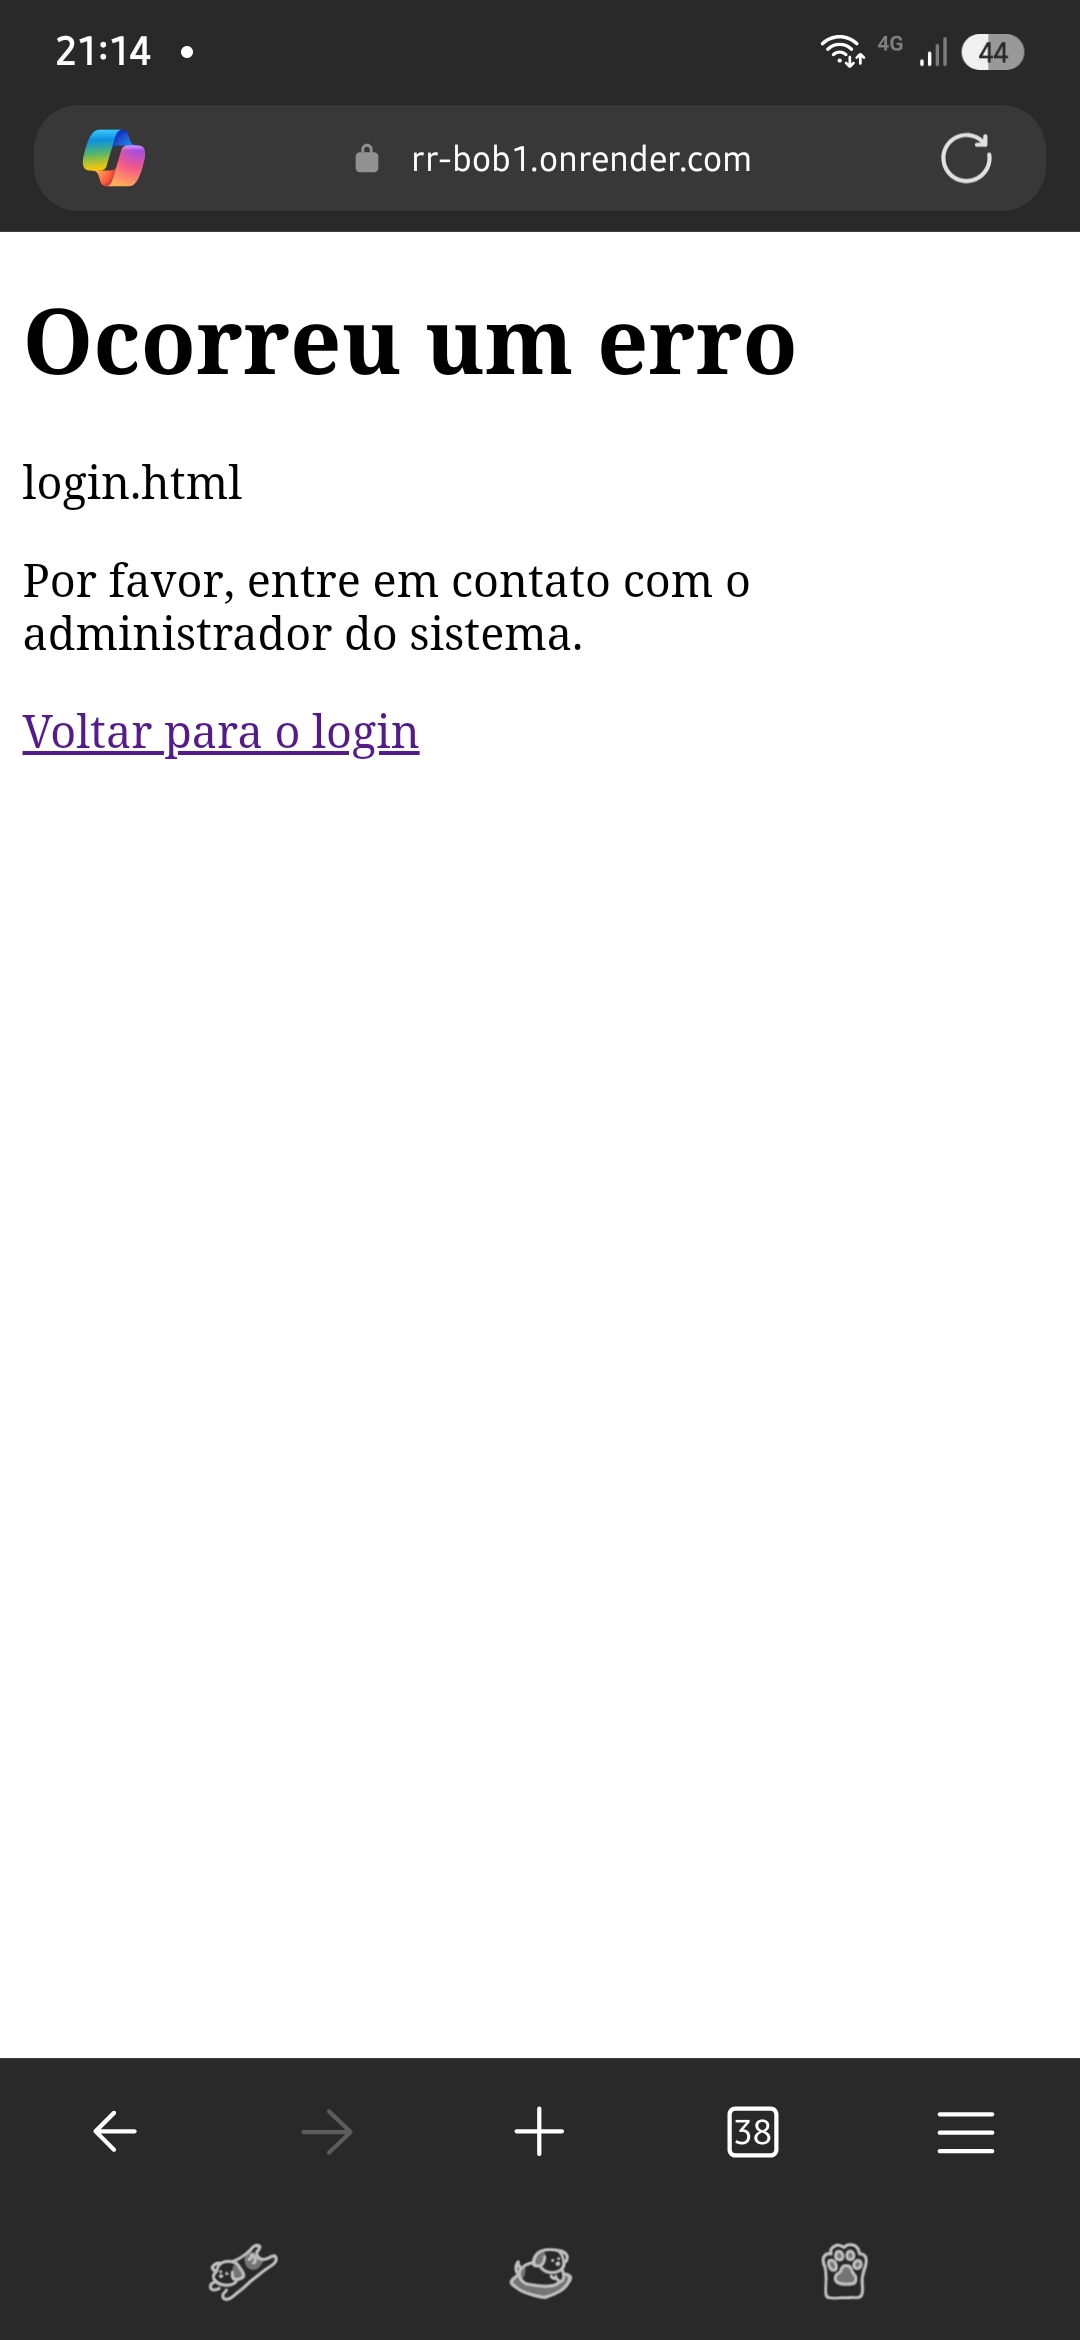 21:14
4G
44
rr-bob1.onrender.com
Ocorreu um erro
login.html
Por favor, entre em contato com o
administrador do sistema.
Voltar para o login
38